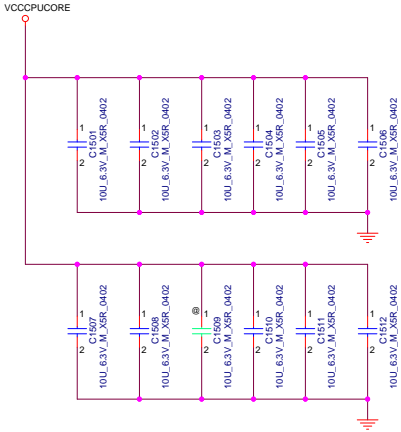 VCCCPUCORE
1
2
C1501
10U_6.3V_M_X5R_0402
1
2
C1502
10U_6.3V_M_X5R_0402
1
2
C1503
10U_6.3V_M_X5R_0402
1
2
C1504
10U_6.3V_M_X5R_0402
1
2
C1505
10U_6.3V_M_X5R_0402
1
2
C1506
10U_6.3V_M_X5R_0402
1
2
C1507
10U_6.3V_M_X5R_0402
1
2
C1508
10U_6.3V_M_X5R_0402
@
1
2
C1509
10U_6.3V_M_X5R_0402
1
2
C1510
10U_6.3V_M_X5R_0402
1
2
C1511
10U_6.3V_M_X5R_0402
1
2
C1512
10U_6.3V_M_X5R_0402